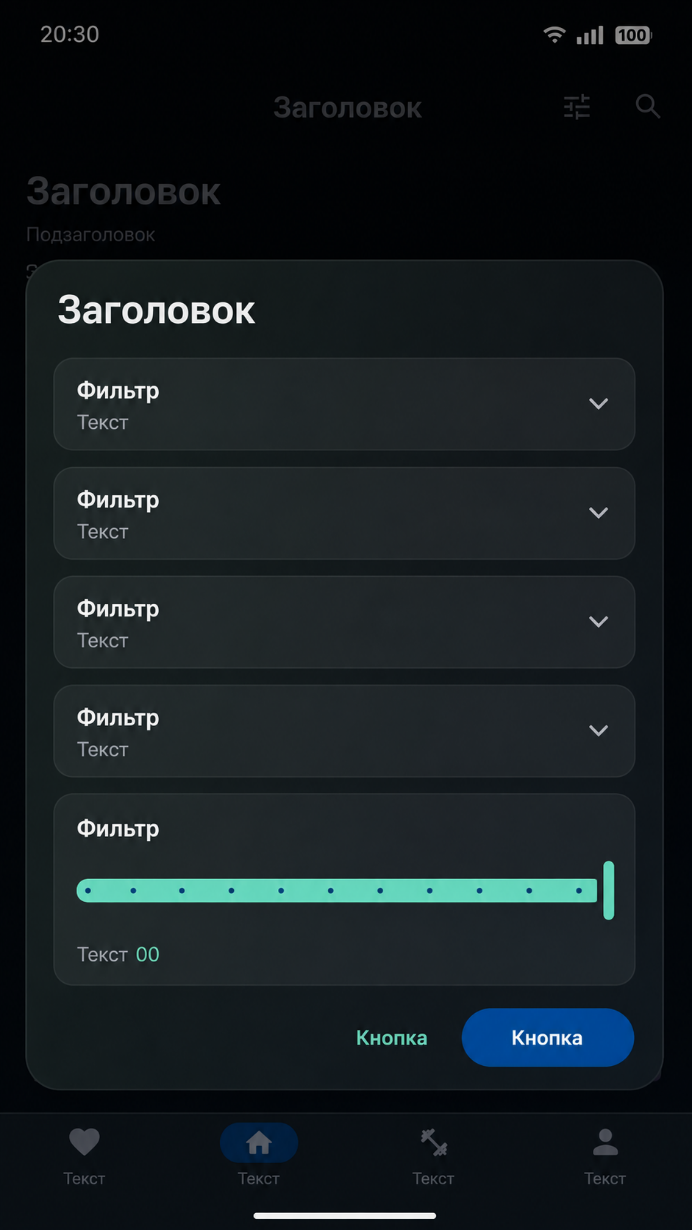 20:30
100
Заголовок
Заголовок
Подзаголовок
Заголовок
Фильтр
Текст
Фильтр
Текст
Фильтр
Текст
Фильтр
Текст
Фильтр
Текст 00
Кнопка Кнопка
Текст Текст Текст Текст